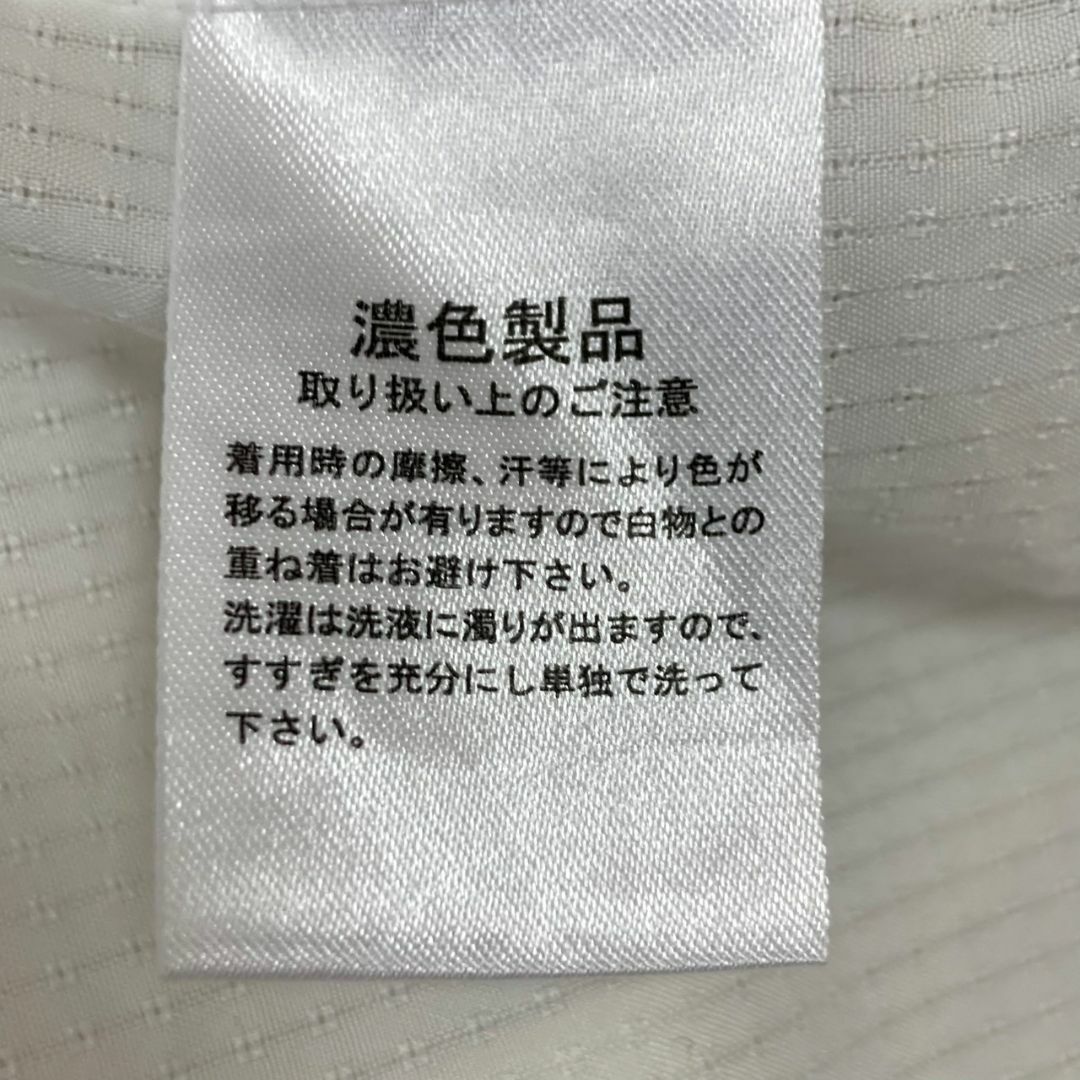 濃色製品
取り扱い上のご注意
着用時の摩擦、汗等により色が
移る場合が有りますので白物との
重ね着はお避け下さい。
洗濯は洗液に濁りが出ますので、
すすぎを充分にし単独で洗って
下さい。